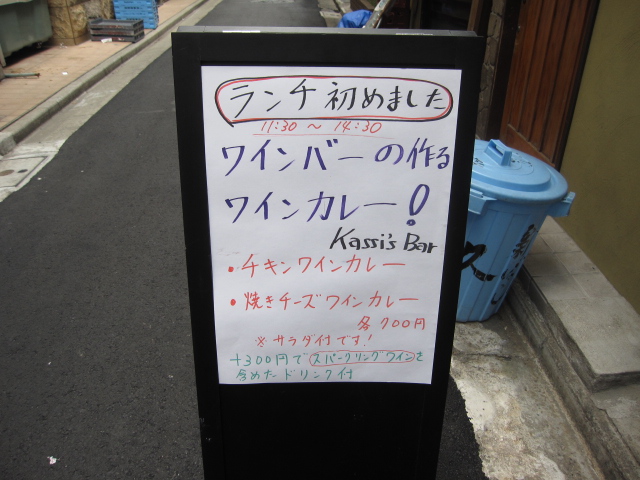 ランチ初めました
11:30 〜 14:30
ワインバーの作る
ワインカレー!
Kassi's Bar
・チキンワインカレー
・焼きチーズワインカレー
各700円
※サラダ付です!
+300円でスパークリングワインを
含めたドリンク付